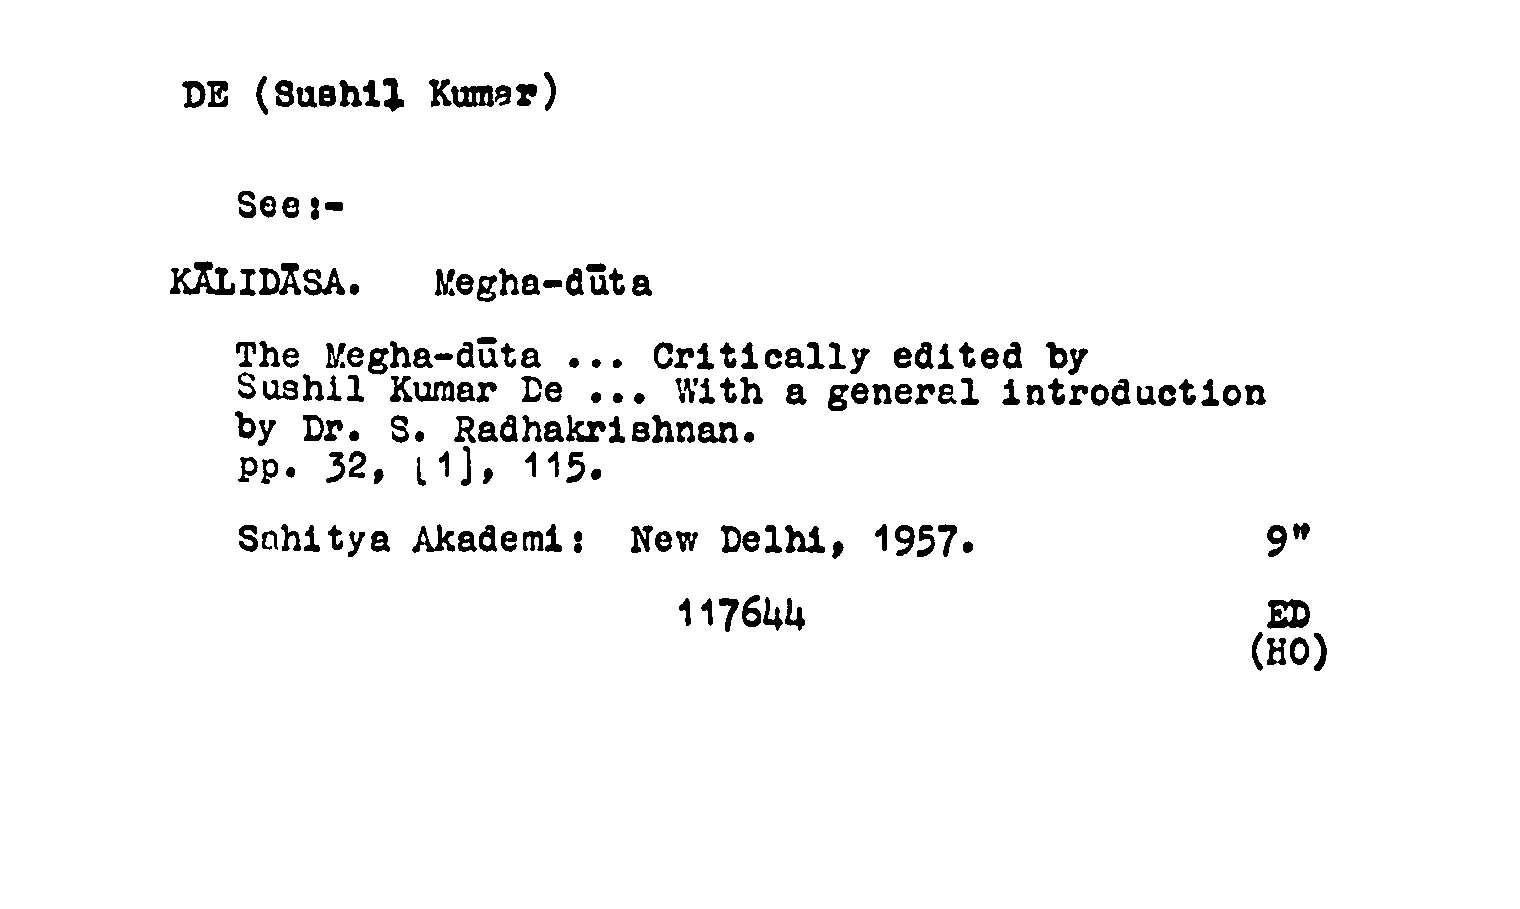 DE (Sushil Kumar)
See:-
KĀLIDĀSA. Megha-dūta
The Megha-dūta ... Critically edited by
Sushil Kumar De ... With a general introduction
by Dr. S. Radhakrishnan.
pp. 32, [1], 115.
Sahitya Akademi: New Delhi, 1957. 9"
117644 ED
(HO)